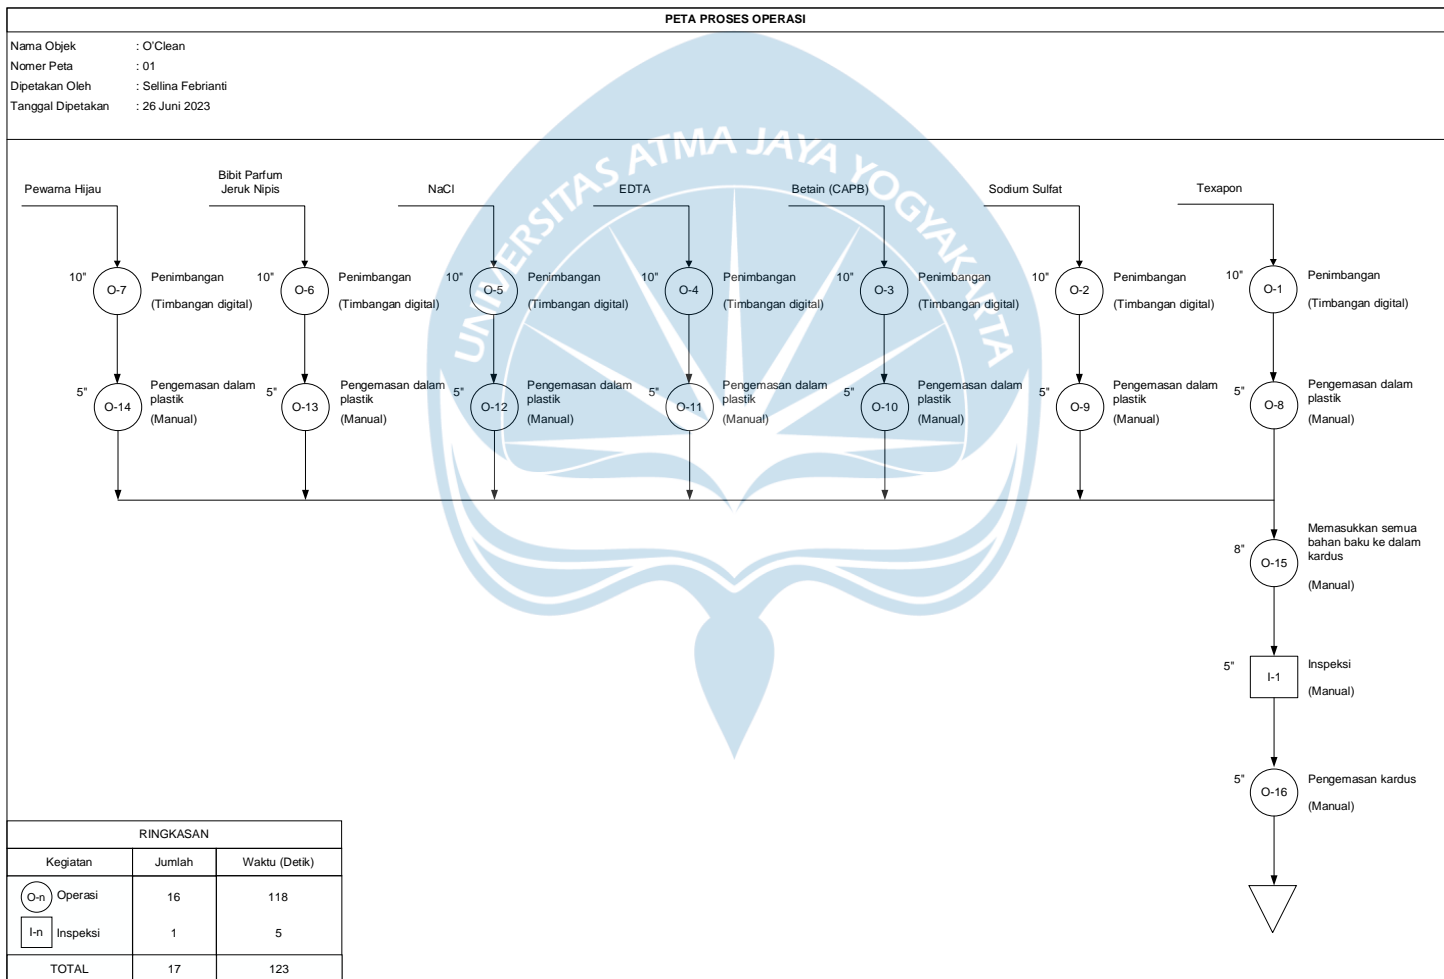 PETA PROSES OPERASI
Nama Objek : O'Clean
Nomer Peta : 01
Dipetakan Oleh : Sellina Febrianti
Tanggal Dipetakan : 26 Juni 2023
UNIVERSITAS ATMA JAYA YOGYAKARTA
Pewarna Hijau
Bibit Parfum
Jeruk Nipis
NaCl
EDTA
Betain (CAPB)
Sodium Sulfat
Texapon
10" O-7 Penimbangan
(Timbangan digital)
10" O-6 Penimbangan
(Timbangan digital)
10" O-5 Penimbangan
(Timbangan digital)
10" O-4 Penimbangan
(Timbangan digital)
10" O-3 Penimbangan
(Timbangan digital)
10" O-2 Penimbangan
(Timbangan digital)
10" O-1 Penimbangan
(Timbangan digital)
5" O-14 Pengemasan dalam
plastik
(Manual)
5" O-13 Pengemasan dalam
plastik
(Manual)
5" O-12 Pengemasan dalam
plastik
(Manual)
5" O-11 Pengemasan dalam
plastik
(Manual)
5" O-10 Pengemasan dalam
plastik
(Manual)
5" O-9 Pengemasan dalam
plastik
(Manual)
5" O-8 Pengemasan dalam
plastik
(Manual)
8" O-15 Memasukkan semua
bahan baku ke dalam
kardus
(Manual)
5" I-1 Inspeksi
(Manual)
5" O-16 Pengemasan kardus
(Manual)
RINGKASAN
Kegiatan Jumlah Waktu (Detik)
O-n Operasi 16 118
I-n Inspeksi 1 5
TOTAL 17 123